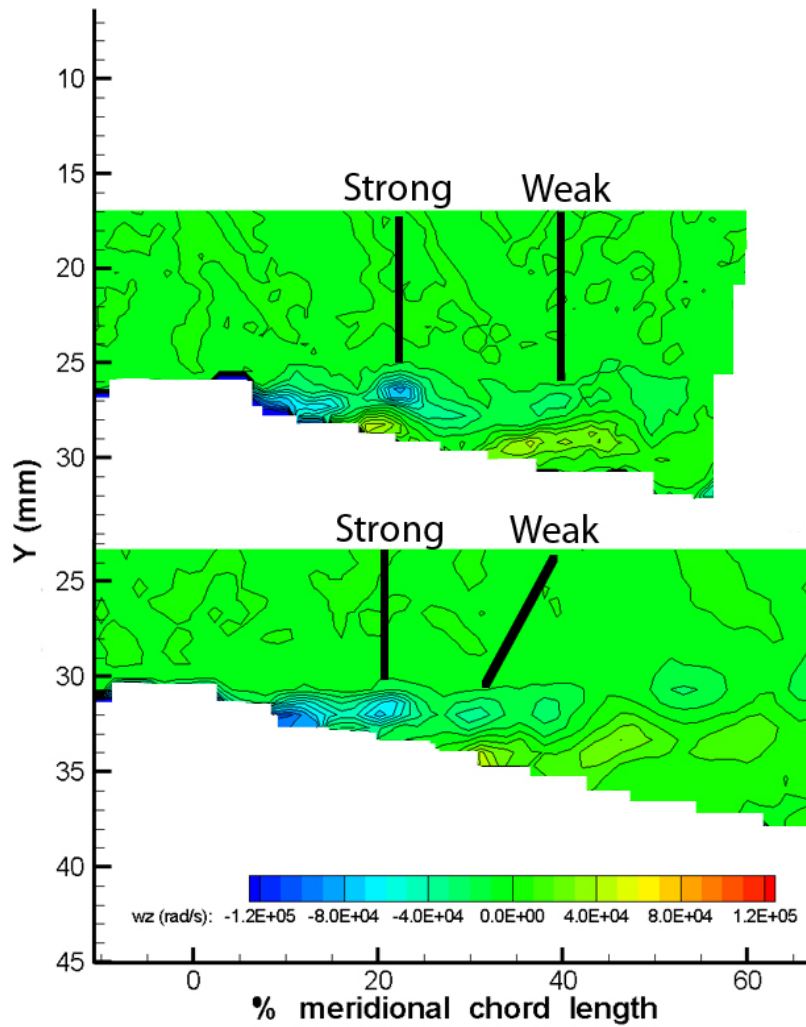 10
Strong Weak
15
20
25
30
Y (mm)
Strong Weak
25
30
35
40
wz (rad/s): -1.2E+05 -8.0E+04 -4.0E+04 0.0E+00 4.0E+04 8.0E+04 1.2E+05
45
0 20 40 60
% meridional chord length